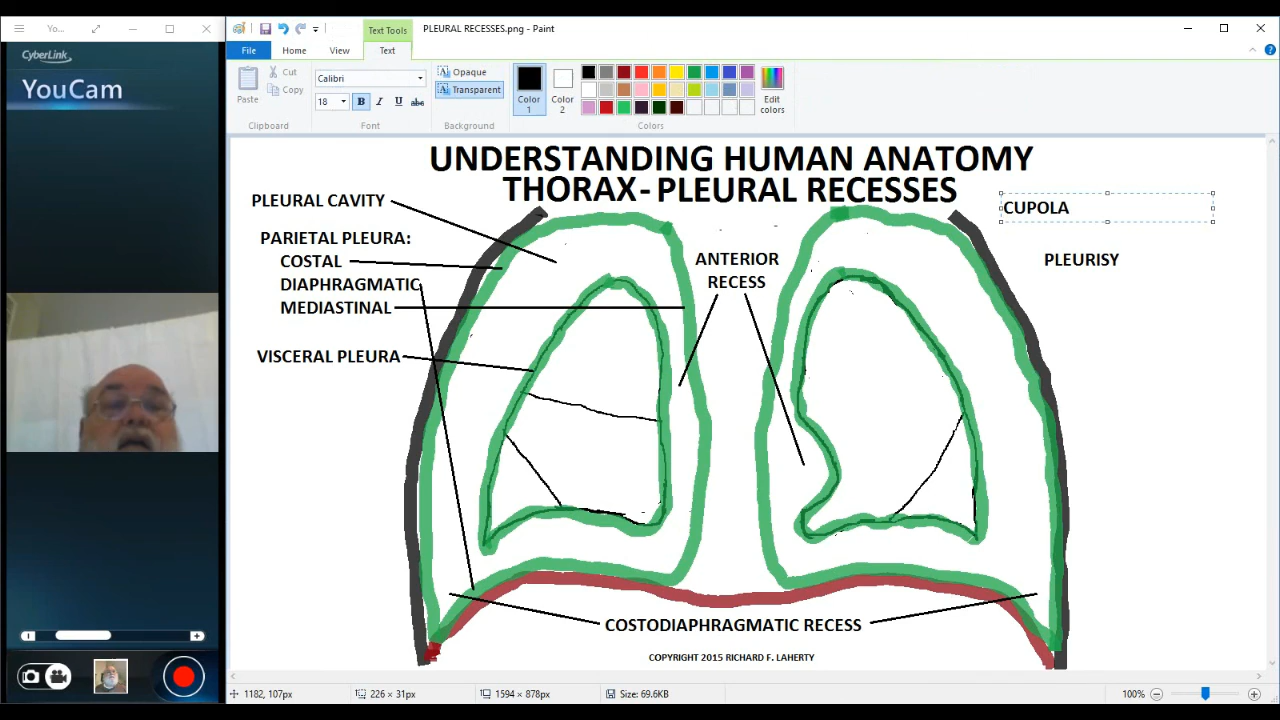 Yo...
PLEURAL RECESSES.png - Paint
Text Tools
File
Home
View
Text
CyberLink
YouCam
Paste
Cut
Copy
Clipboard
Calibri
18
B
I
U
abc
Font
Opaque
Transparent
Background
Color 1
Color 2
Edit colors
Colors
UNDERSTANDING HUMAN ANATOMY
THORAX-PLEURAL RECESSES
PLEURAL CAVITY
CUPOLA
PARIETAL PLEURA:
COSTAL
DIAPHRAGMATIC
MEDIASTINAL
ANTERIOR
RECESS
PLEURISY
VISCERAL PLEURA
COSTODIAPHRAGMATIC RECESS
COPYRIGHT 2015 RICHARD F. LAHERTY
1182, 107px
226 × 31px
1594 × 878px
Size: 69.6KB
100%